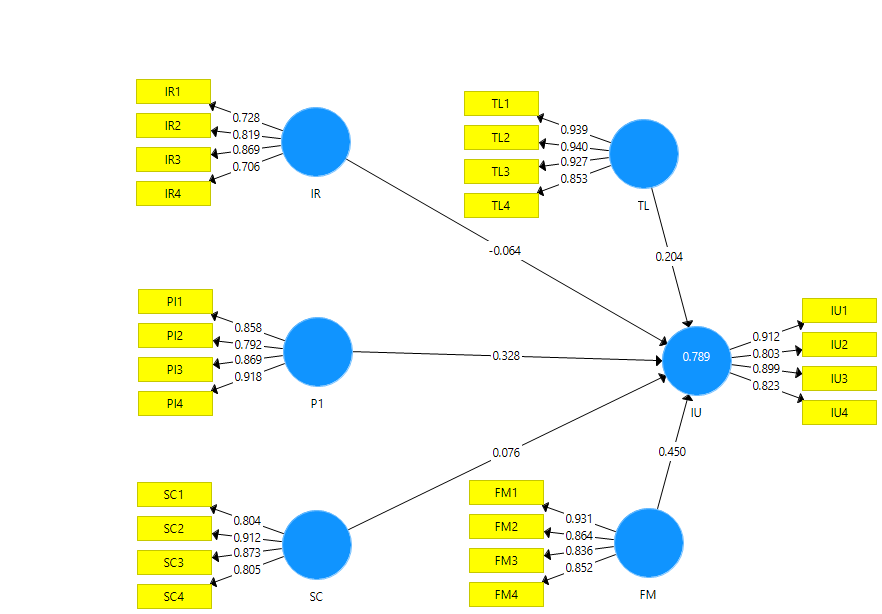 IR1
IR2
IR3
IR4
0.728
0.819
0.869
0.706
IR
TL1
TL2
TL3
TL4
0.939
0.940
0.927
0.853
TL
-0.064
0.204
PI1
PI2
PI3
PI4
0.858
0.792
0.869
0.918
P1
0.328
0.789
IU
0.912
0.803
0.899
0.823
IU1
IU2
IU3
IU4
0.076
0.450
SC1
SC2
SC3
SC4
0.804
0.912
0.873
0.805
SC
FM1
FM2
FM3
FM4
0.931
0.864
0.836
0.852
FM